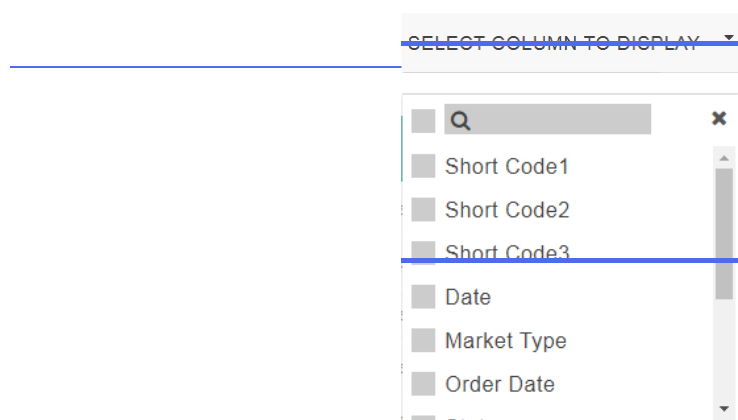 SELECT COLUMN TO DISPLAY
Short Code1
Short Code2
Short Code3
Date
Market Type
Order Date